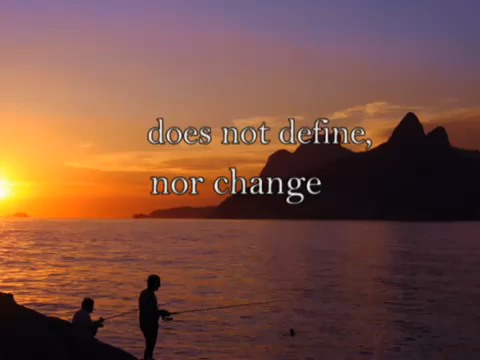 does not define,
nor change